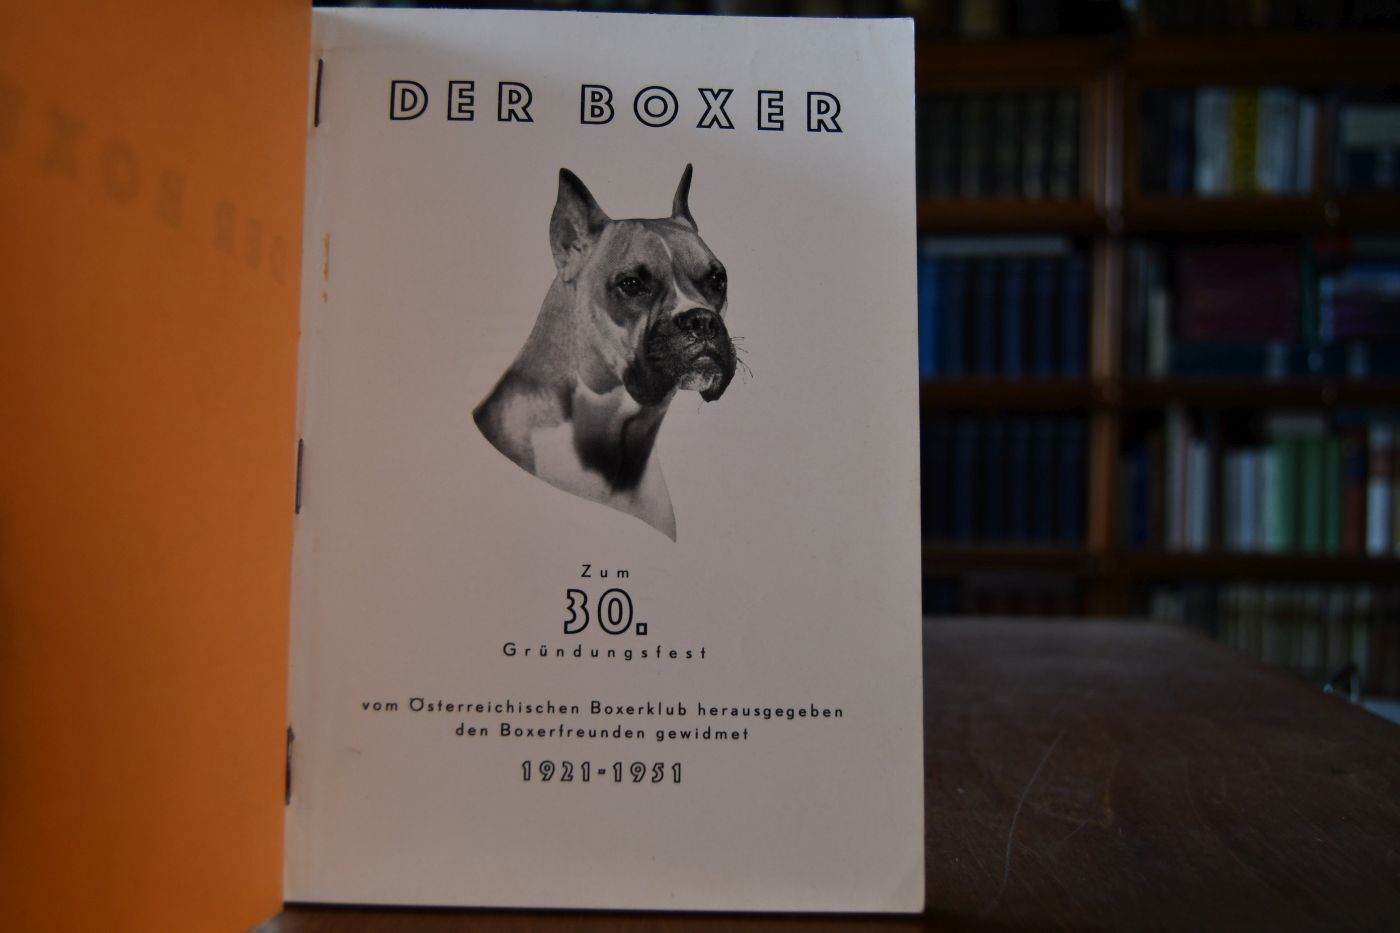 DER BOXER
Zum
30.
Gründungsfest
vom Österreichischen Boxerklub herausgegeben
den Boxerfreunden gewidmet
1921-1951